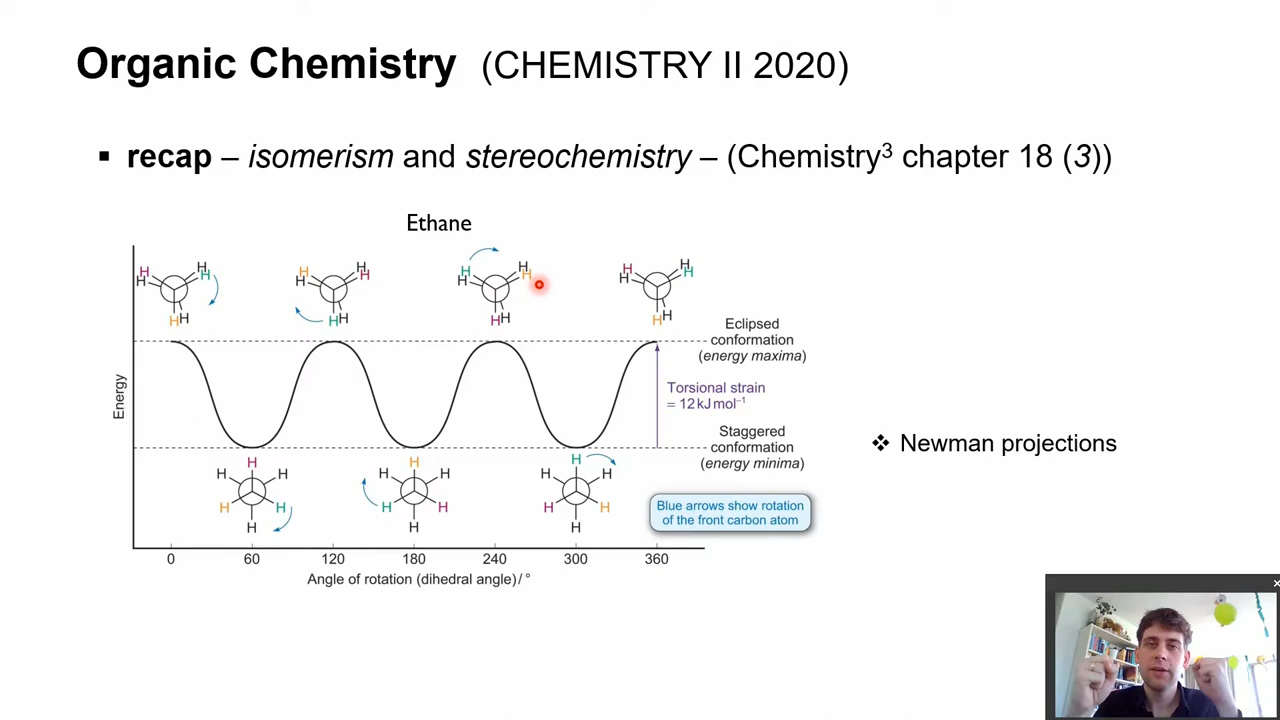 Organic Chemistry (CHEMISTRY II 2020)
▪ recap – isomerism and stereochemistry – (Chemistry³ chapter 18 (3))
Ethane
H H H H H H
H H H H H H
H H H H H H
H H H H H H
Eclipsed
conformation
(energy maxima)
Energy
Torsional strain
= 12 kJ mol⁻¹
Staggered
conformation
(energy minima)
H H H H H H
H H H H H H
H H H H H H
❖ Newman projections
Blue arrows show rotation
of the front carbon atom
0 60 120 180 240 300 360
Angle of rotation (dihedral angle) / °